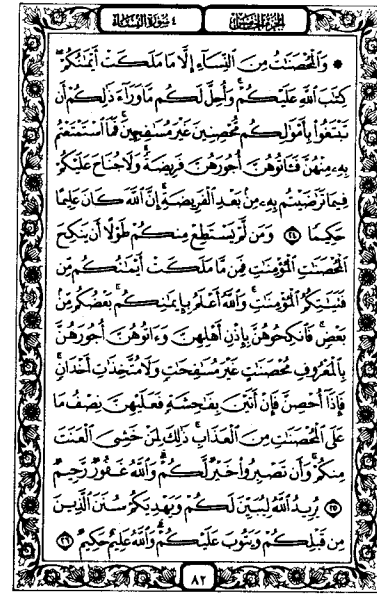 الجزء الخامس ٤ سورة النساء
* وَالْمُحْصَنَاتُ مِنَ النِّسَاءِ إِلَّا مَا مَلَكَتْ أَيْمَانُكُمْ
كِتَابَ اللَّهِ عَلَيْكُمْ وَأُحِلَّ لَكُم مَّا وَرَاءَ ذَٰلِكُمْ أَن
تَبْتَغُوا بِأَمْوَالِكُم مُّحْصِنِينَ غَيْرَ مُسَافِحِينَ فَمَا اسْتَمْتَعْتُم
بِهِ مِنْهُنَّ فَآتُوهُنَّ أُجُورَهُنَّ فَرِيضَةً وَلَا جُنَاحَ عَلَيْكُمْ
فِيمَا تَرَاضَيْتُم بِهِ مِن بَعْدِ الْفَرِيضَةِ إِنَّ اللَّهَ كَانَ عَلِيمًا
حَكِيمًا ٢٤ وَمَن لَّمْ يَسْتَطِعْ مِنكُمْ طَوْلًا أَن يَنكِحَ
الْمُحْصَنَاتِ الْمُؤْمِنَاتِ فَمِن مَّا مَلَكَتْ أَيْمَانُكُم مِّن
فَتَيَاتِكُمُ الْمُؤْمِنَاتِ وَاللَّهُ أَعْلَمُ بِإِيمَانِكُم بَعْضُكُم مِّن
بَعْضٍ فَانكِحُوهُنَّ بِإِذْنِ أَهْلِهِنَّ وَآتُوهُنَّ أُجُورَهُنَّ
بِالْمَعْرُوفِ مُحْصَنَاتٍ غَيْرَ مُسَافِحَاتٍ وَلَا مُتَّخِذَاتِ أَخْدَانٍ
فَإِذَا أُحْصِنَّ فَإِنْ أَتَيْنَ بِفَاحِشَةٍ فَعَلَيْهِنَّ نِصْفُ مَا
عَلَى الْمُحْصَنَاتِ مِنَ الْعَذَابِ ذَٰلِكَ لِمَنْ خَشِيَ الْعَنَتَ
مِنكُمْ وَأَن تَصْبِرُوا خَيْرٌ لَّكُمْ وَاللَّهُ غَفُورٌ رَّحِيمٌ
٢٥ يُرِيدُ اللَّهُ لِيُبَيِّنَ لَكُمْ وَيَهْدِيَكُمْ سُنَنَ الَّذِينَ
مِن قَبْلِكُمْ وَيَتُوبَ عَلَيْكُمْ وَاللَّهُ عَلِيمٌ حَكِيمٌ ٢٦
٨٢